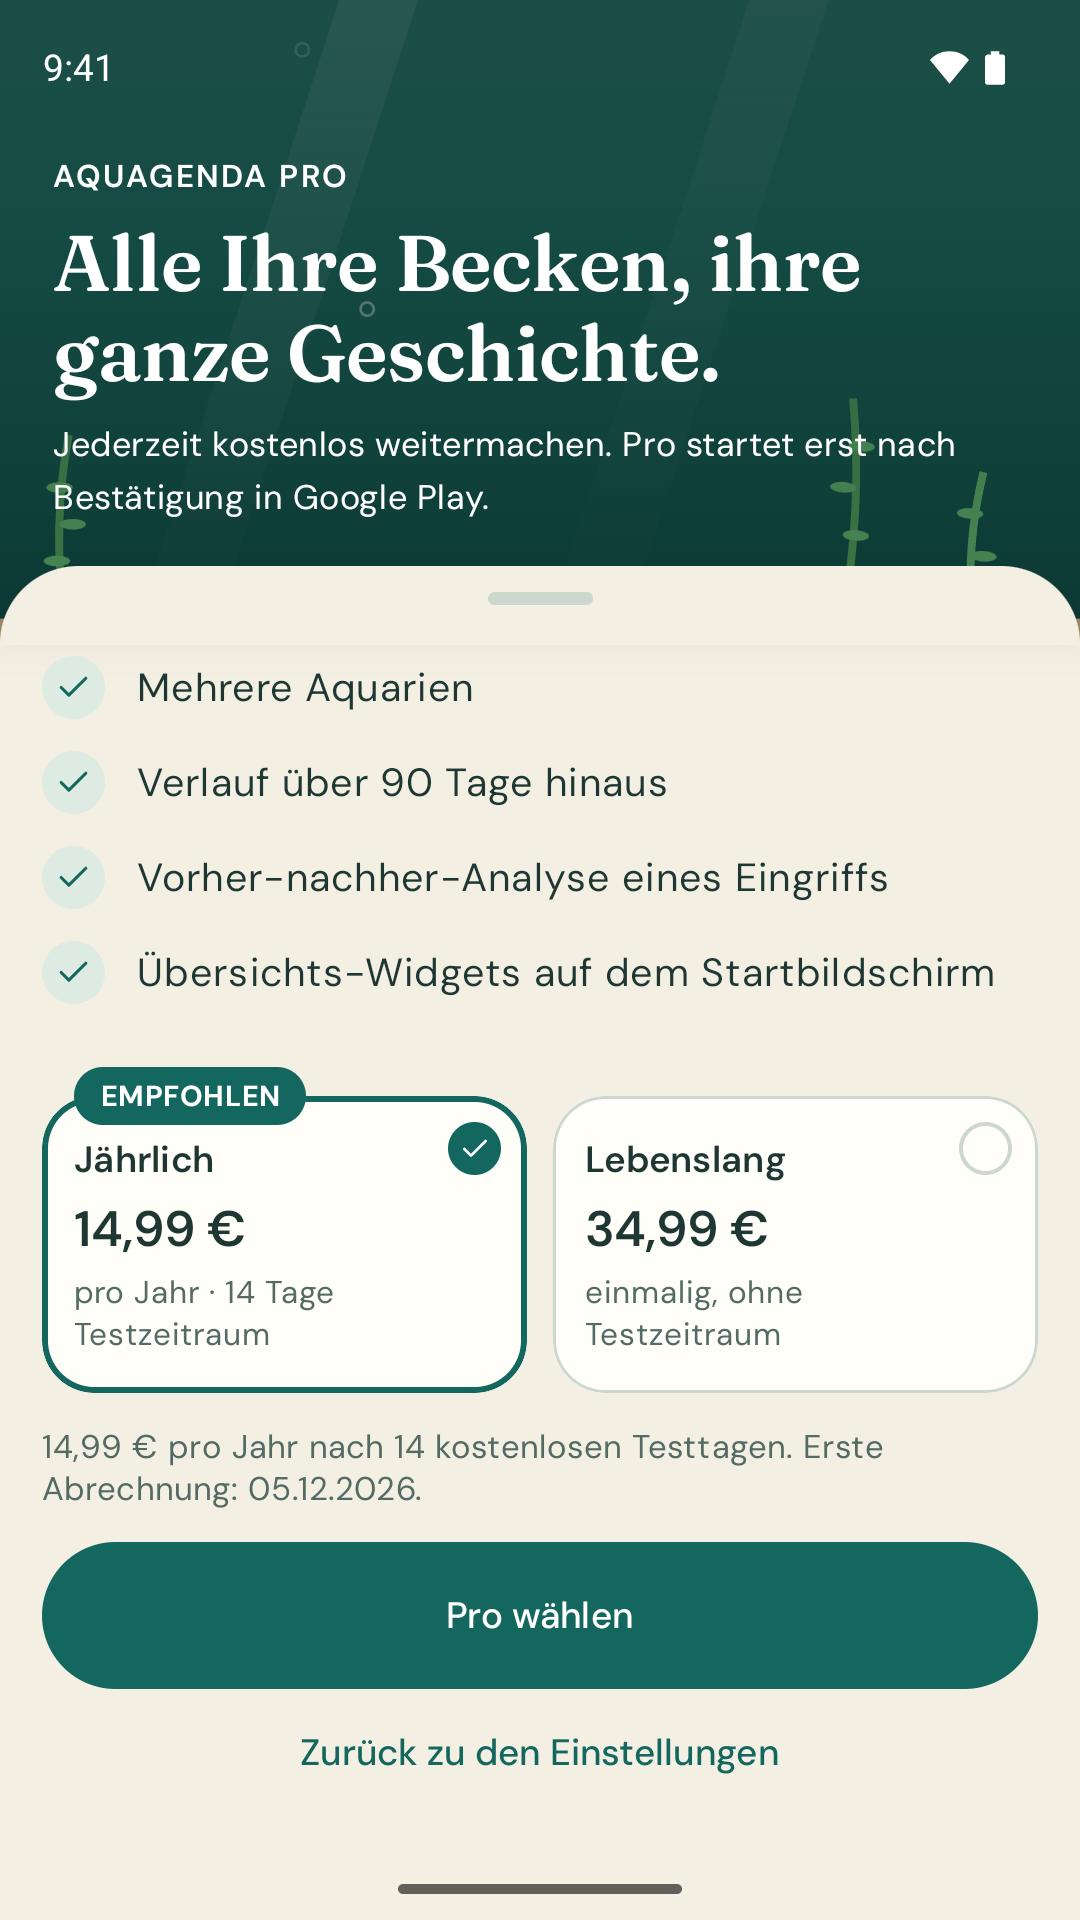 9:41
AQUAGENDA PRO
Alle Ihre Becken, ihre
ganze Geschichte.
Jederzeit kostenlos weitermachen. Pro startet erst nach
Bestätigung in Google Play.
Mehrere Aquarien
Verlauf über 90 Tage hinaus
Vorher-nachher-Analyse eines Eingriffs
Übersichts-Widgets auf dem Startbildschirm
EMPFOHLEN
Jährlich
14,99 €
pro Jahr · 14 Tage
Testzeitraum
Lebenslang
34,99 €
einmalig, ohne
Testzeitraum
14,99 € pro Jahr nach 14 kostenlosen Testtagen. Erste
Abrechnung: 05.12.2026.
Pro wählen
Zurück zu den Einstellungen